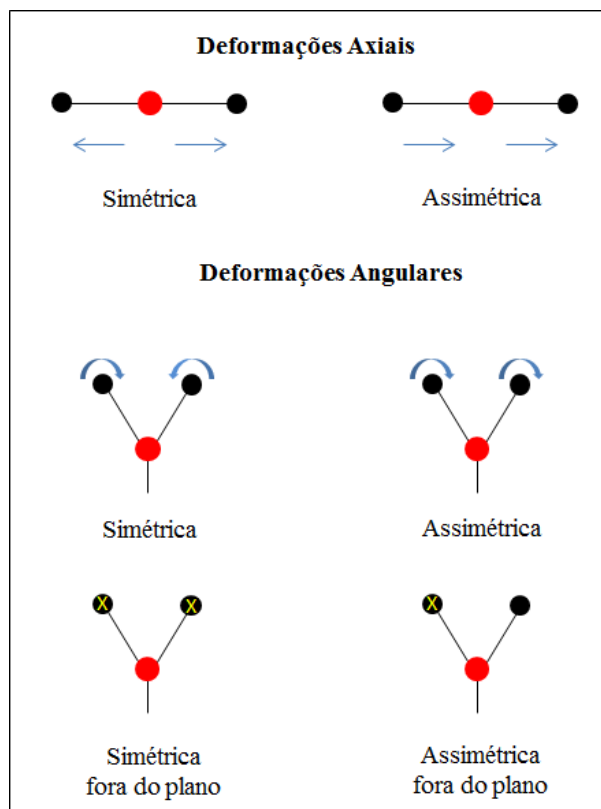 Deformações Axiais
Simétrica
Assimétrica
Deformações Angulares
Simétrica
Assimétrica
X
X
X
Simétrica
fora do plano
Assimétrica
fora do plano